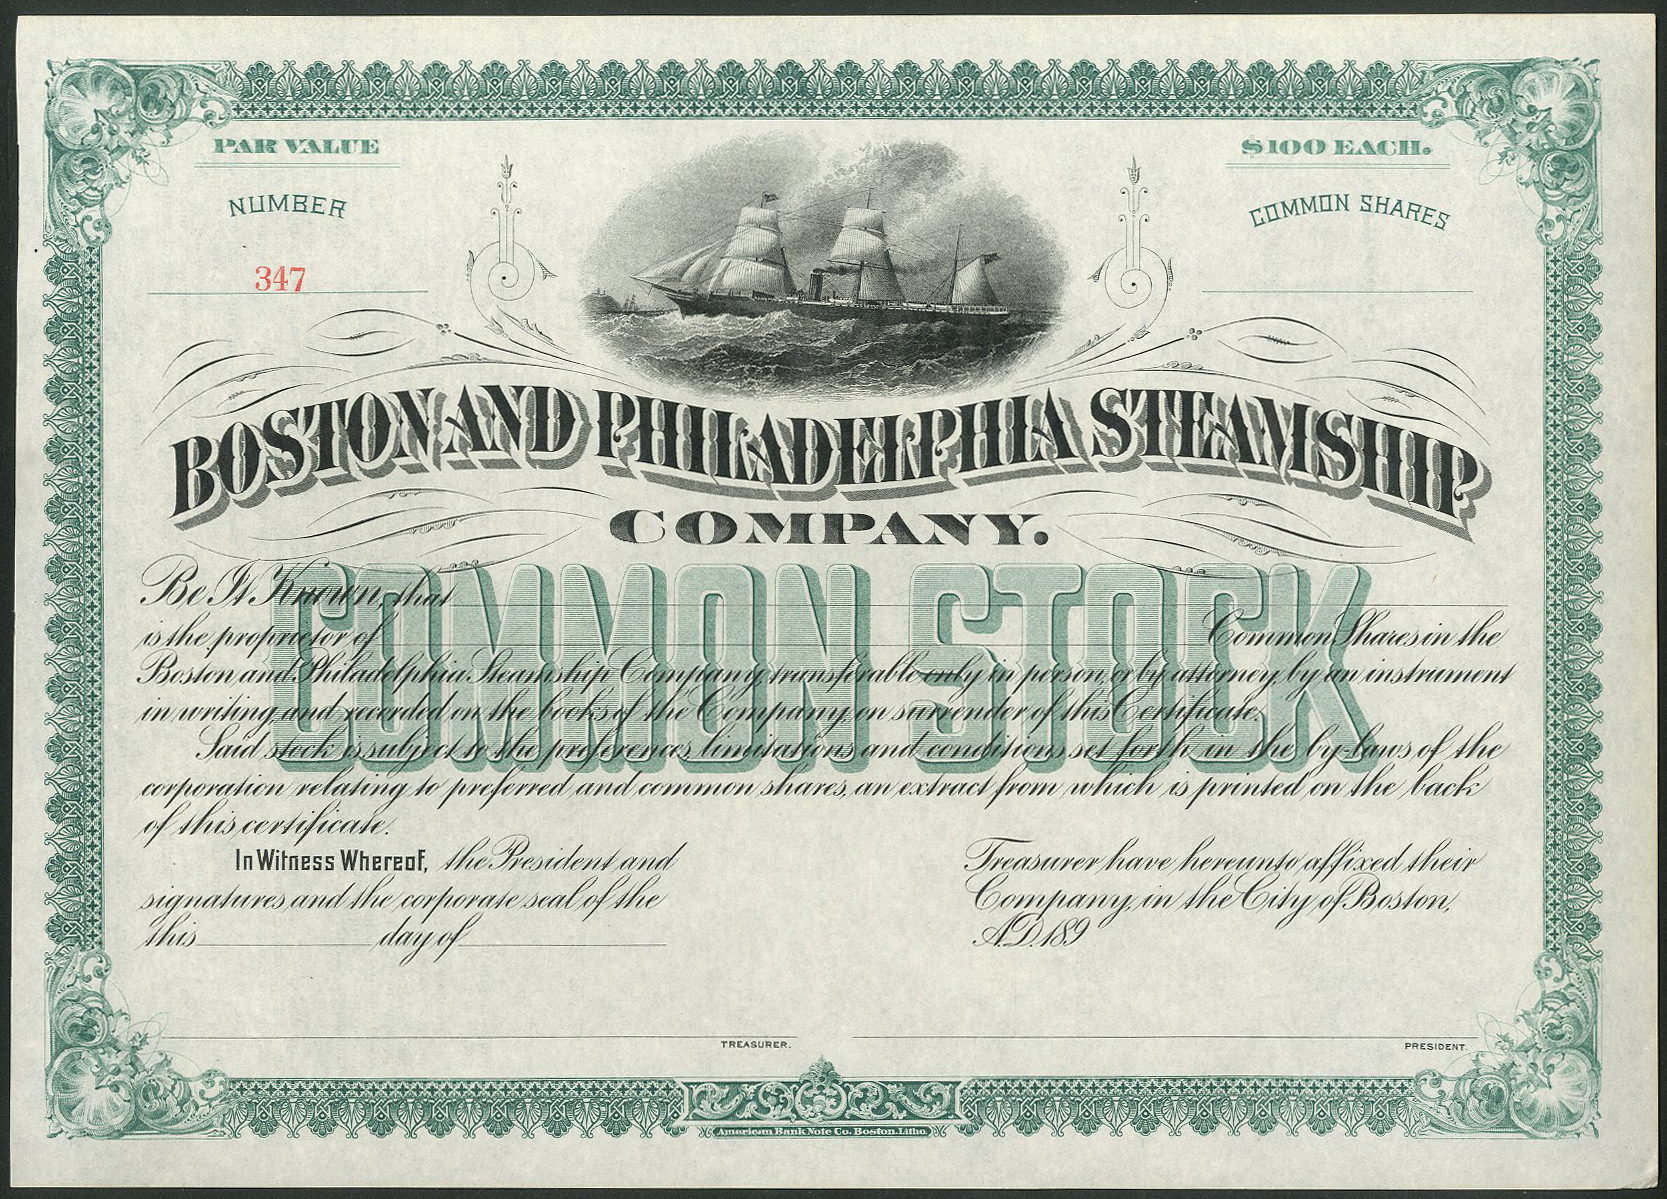 PAR VALUE
$100 EACH.
NUMBER
COMMON SHARES
347
BOSTON AND PHILADELPHIA STEAMSHIP
COMPANY.
COMMON STOCK
Be It Known, that
is the proprietor of Common Shares in the
Boston and Philadelphia Steamship Company, transferable only in person, or by attorney, by an instrument
in writing, and recorded on the books of the Company, on surrender of this Certificate.
Said stock is subject to the preferences, limitations and conditions set forth in the by-laws of the
corporation relating to preferred and common shares, an extract from which is printed on the back
of this certificate.
In Witness Whereof, the President and Treasurer have hereunto affixed their
signatures and the corporate seal of the Company, in the City of Boston,
this day of A.D. 189
TREASURER.
PRESIDENT.
American Bank Note Co. Boston. Litho.